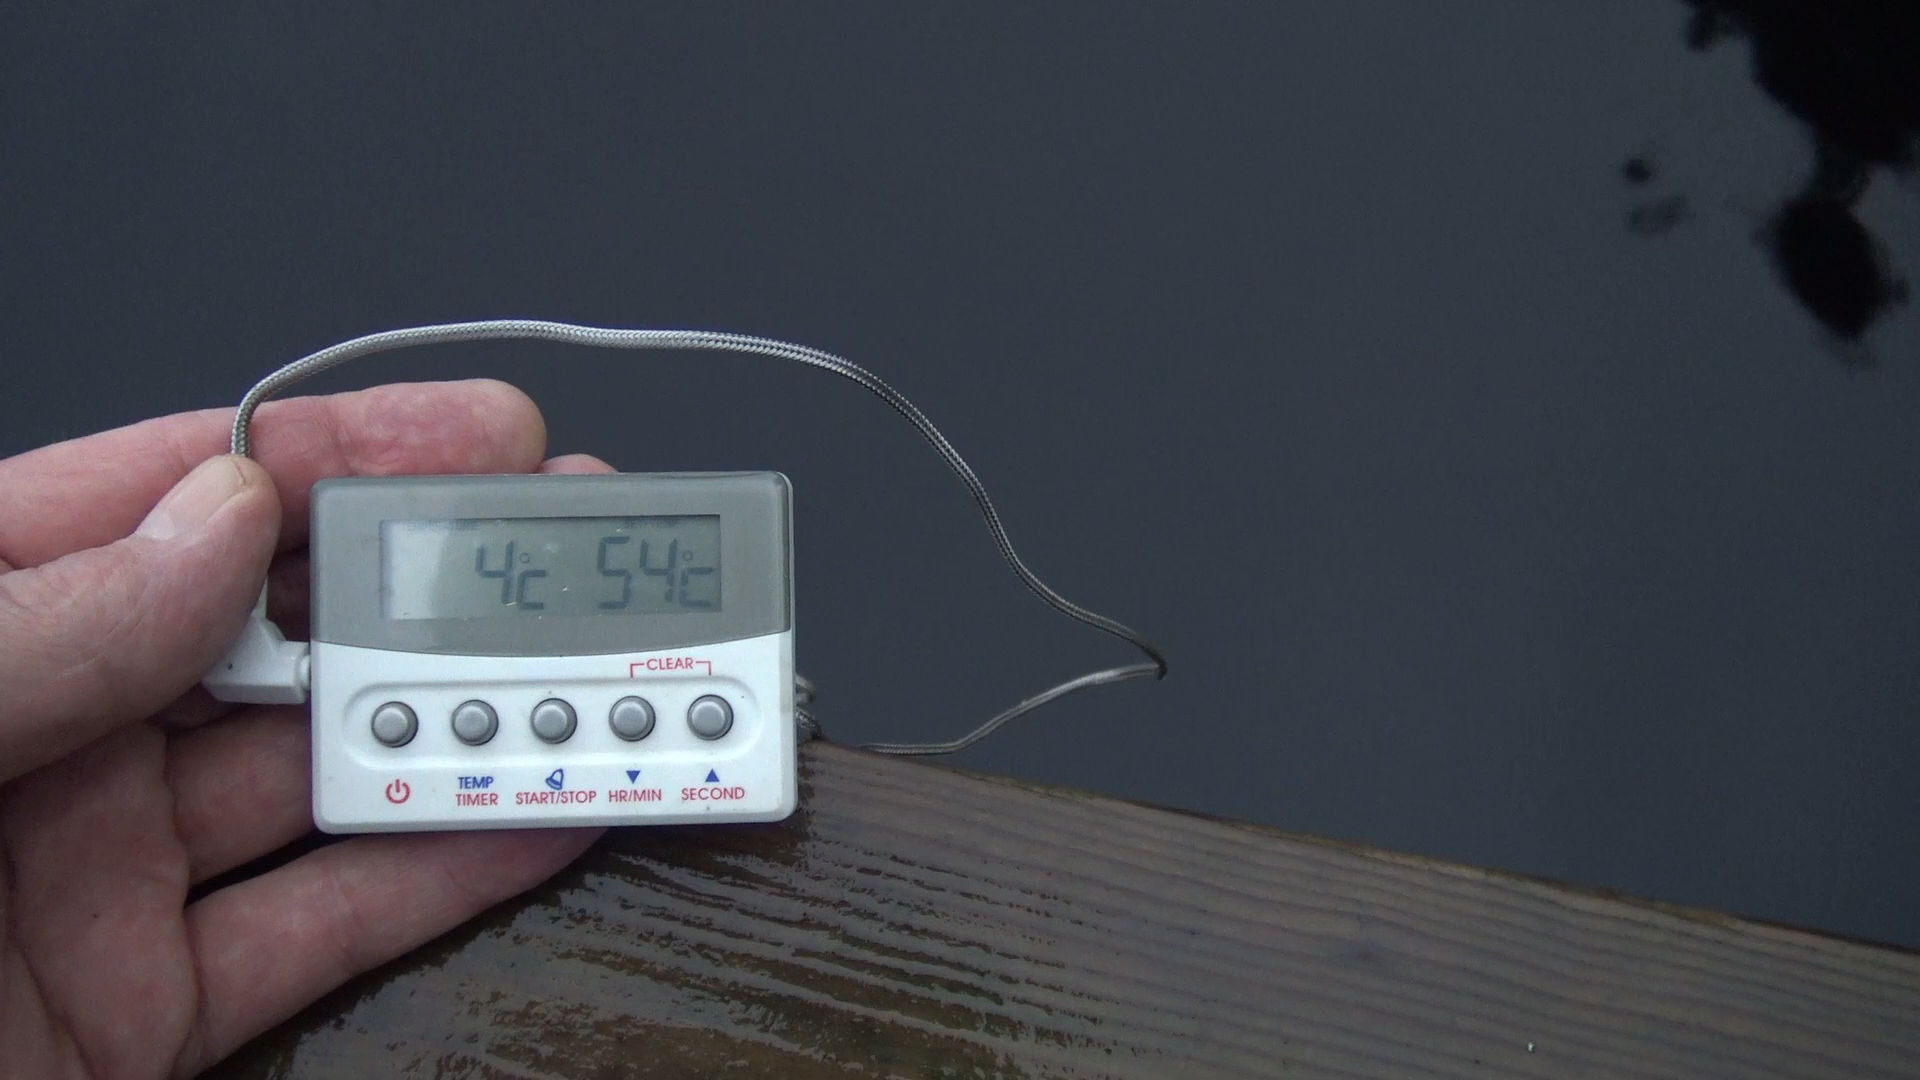 4°C 54°C
CLEAR
TEMP
TIMER
START/STOP
HR/MIN
SECOND